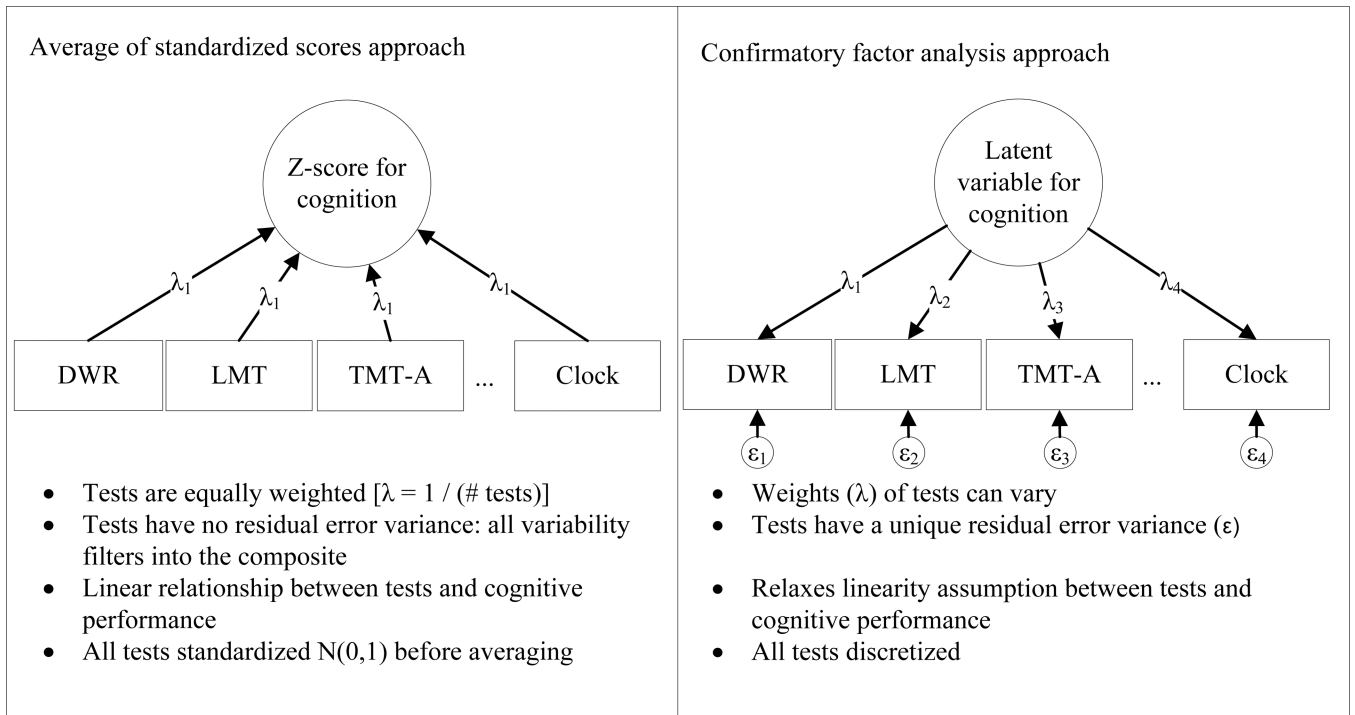 Average of standardized scores approach
Z-score for
cognition
λ1
λ1
λ1
λ1
DWR
LMT
TMT-A
...
Clock
• Tests are equally weighted [λ = 1 / (# tests)]
• Tests have no residual error variance: all variability
filters into the composite
• Linear relationship between tests and cognitive
performance
• All tests standardized N(0,1) before averaging
Confirmatory factor analysis approach
Latent
variable for
cognition
λ1
λ2
λ3
λ4
DWR
LMT
TMT-A
...
Clock
ε1
ε2
ε3
ε4
• Weights (λ) of tests can vary
• Tests have a unique residual error variance (ε)
• Relaxes linearity assumption between tests and
cognitive performance
• All tests discretized